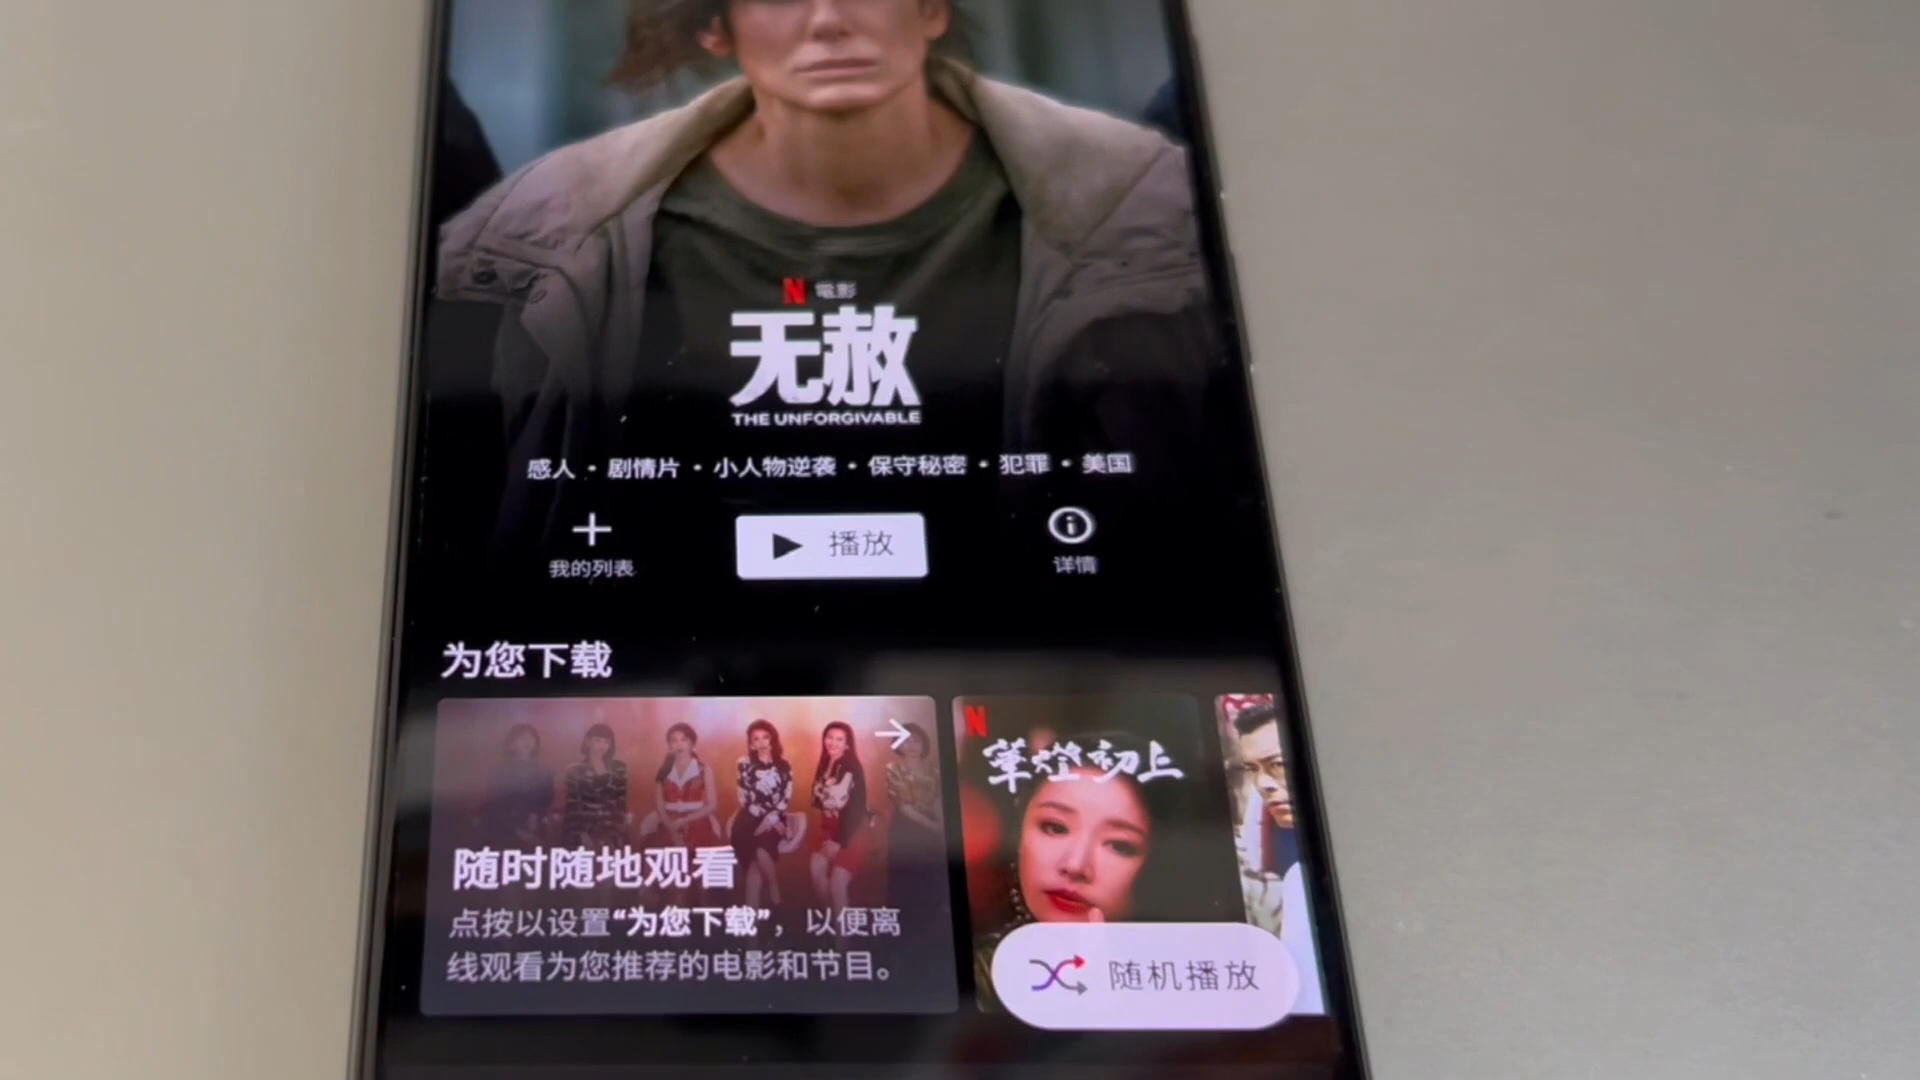 N 電影
无赦
THE UNFORGIVABLE
感人 · 剧情片 · 小人物逆袭 · 保守秘密 · 犯罪 · 美国
我的列表
播放
详情
为您下载
随时随地观看
点按以设置“为您下载”，以便离
线观看为您推荐的电影和节目。
N
華燈初上
随机播放